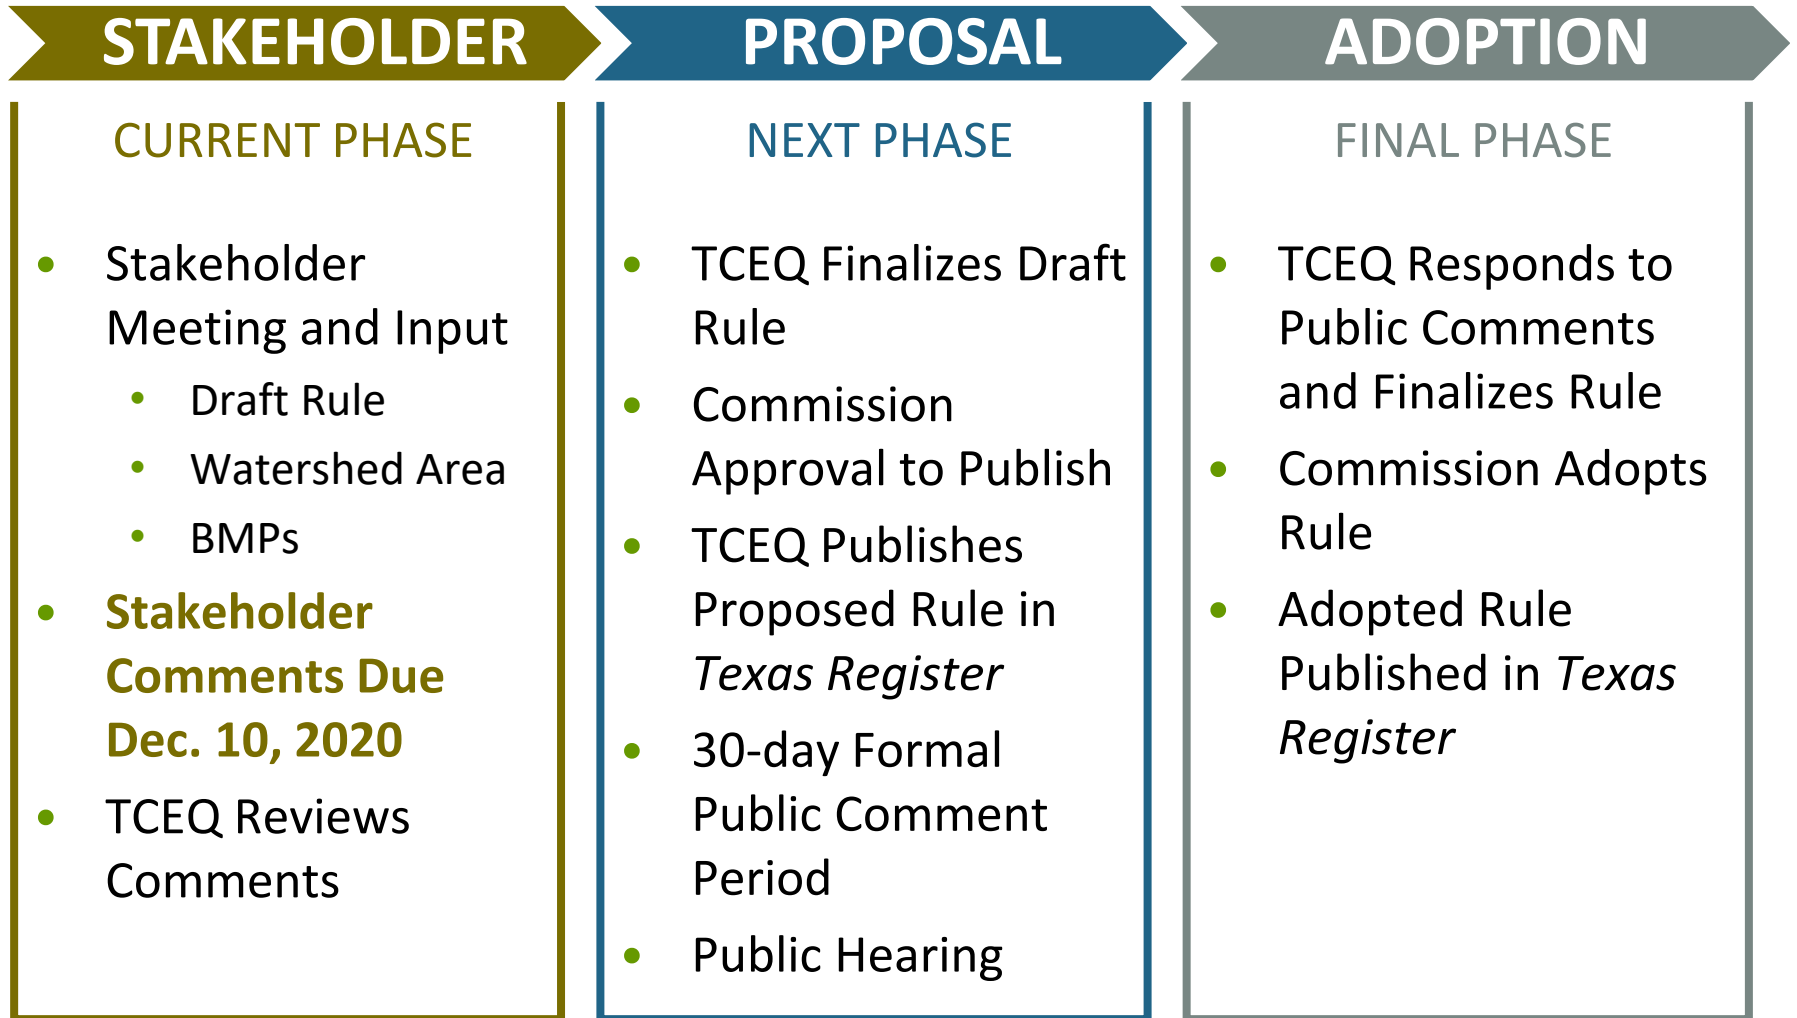 STAKEHOLDER
CURRENT PHASE
• Stakeholder
Meeting and Input
• Draft Rule
• Watershed Area
• BMPs
• Stakeholder
Comments Due
Dec. 10, 2020
• TCEQ Reviews
Comments
PROPOSAL
NEXT PHASE
• TCEQ Finalizes Draft
Rule
• Commission
Approval to Publish
• TCEQ Publishes
Proposed Rule in
Texas Register
• 30-day Formal
Public Comment
Period
• Public Hearing
ADOPTION
FINAL PHASE
• TCEQ Responds to
Public Comments
and Finalizes Rule
• Commission Adopts
Rule
• Adopted Rule
Published in Texas
Register